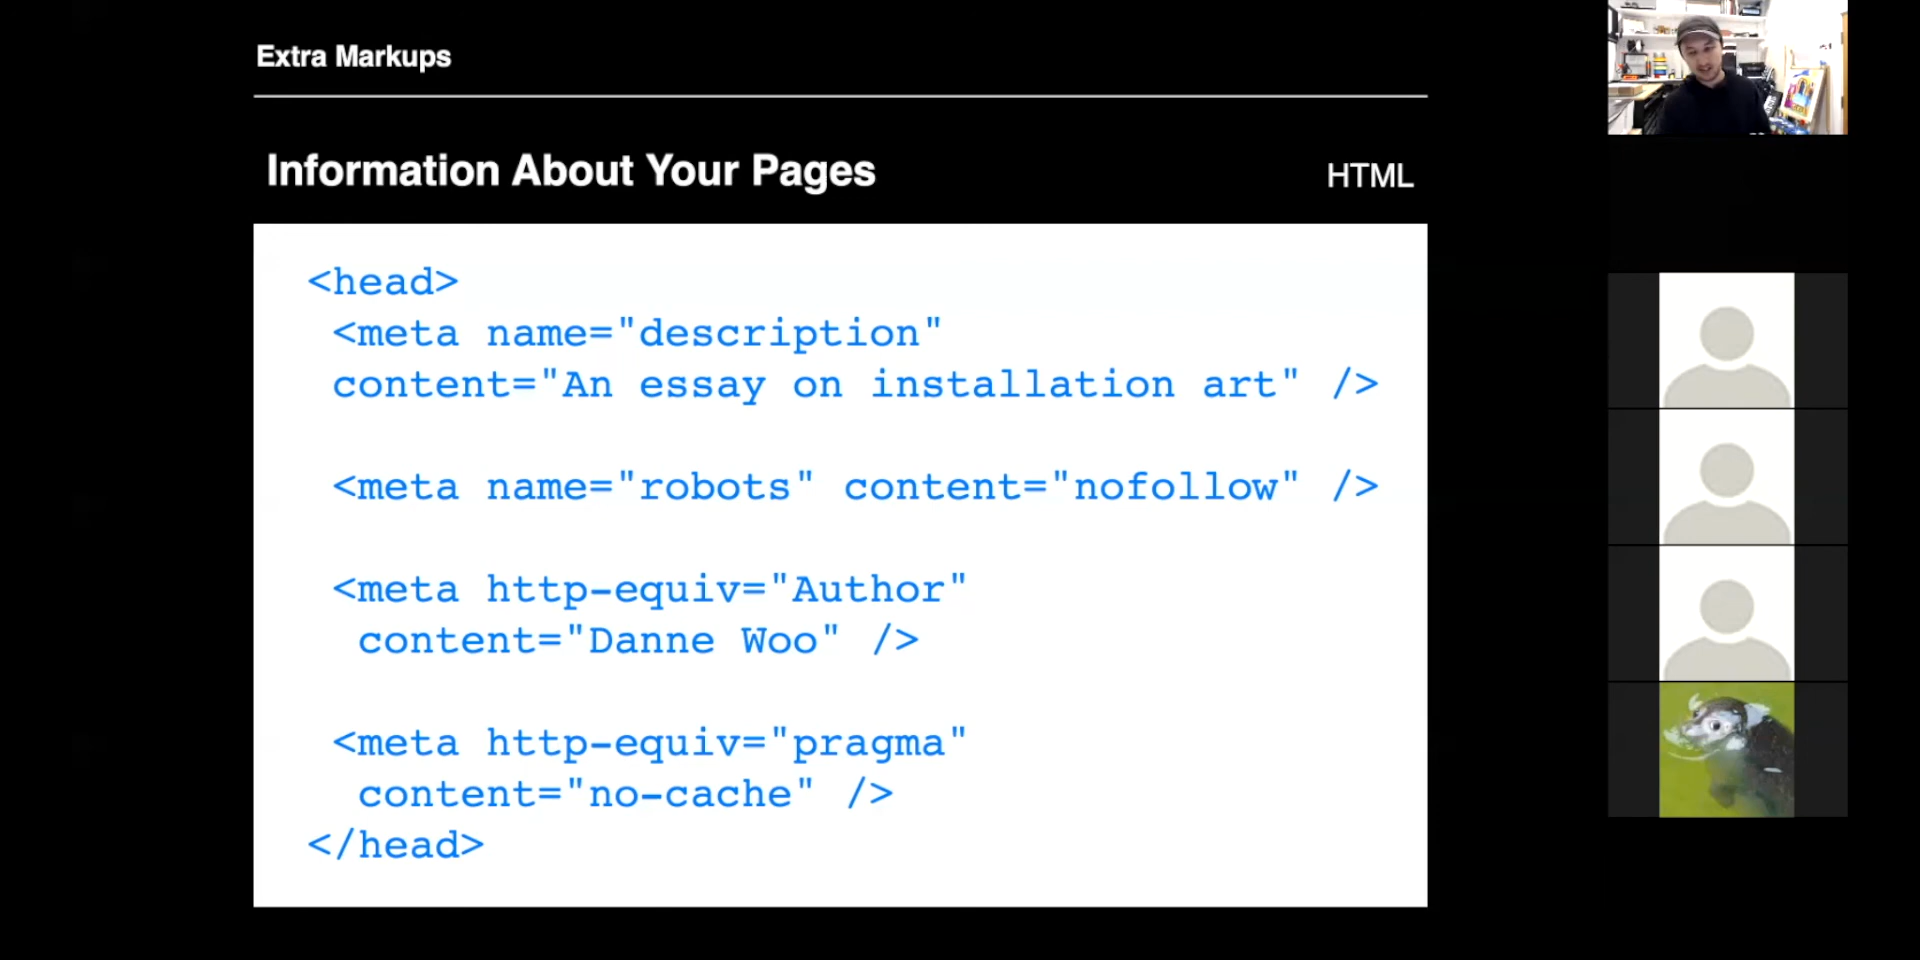 Extra Markups
Information About Your Pages
HTML
<head>
<meta name="description"
content="An essay on installation art" />
<meta name="robots" content="nofollow" />
<meta http-equiv="Author"
content="Danne Woo" />
<meta http-equiv="pragma"
content="no-cache" />
</head>